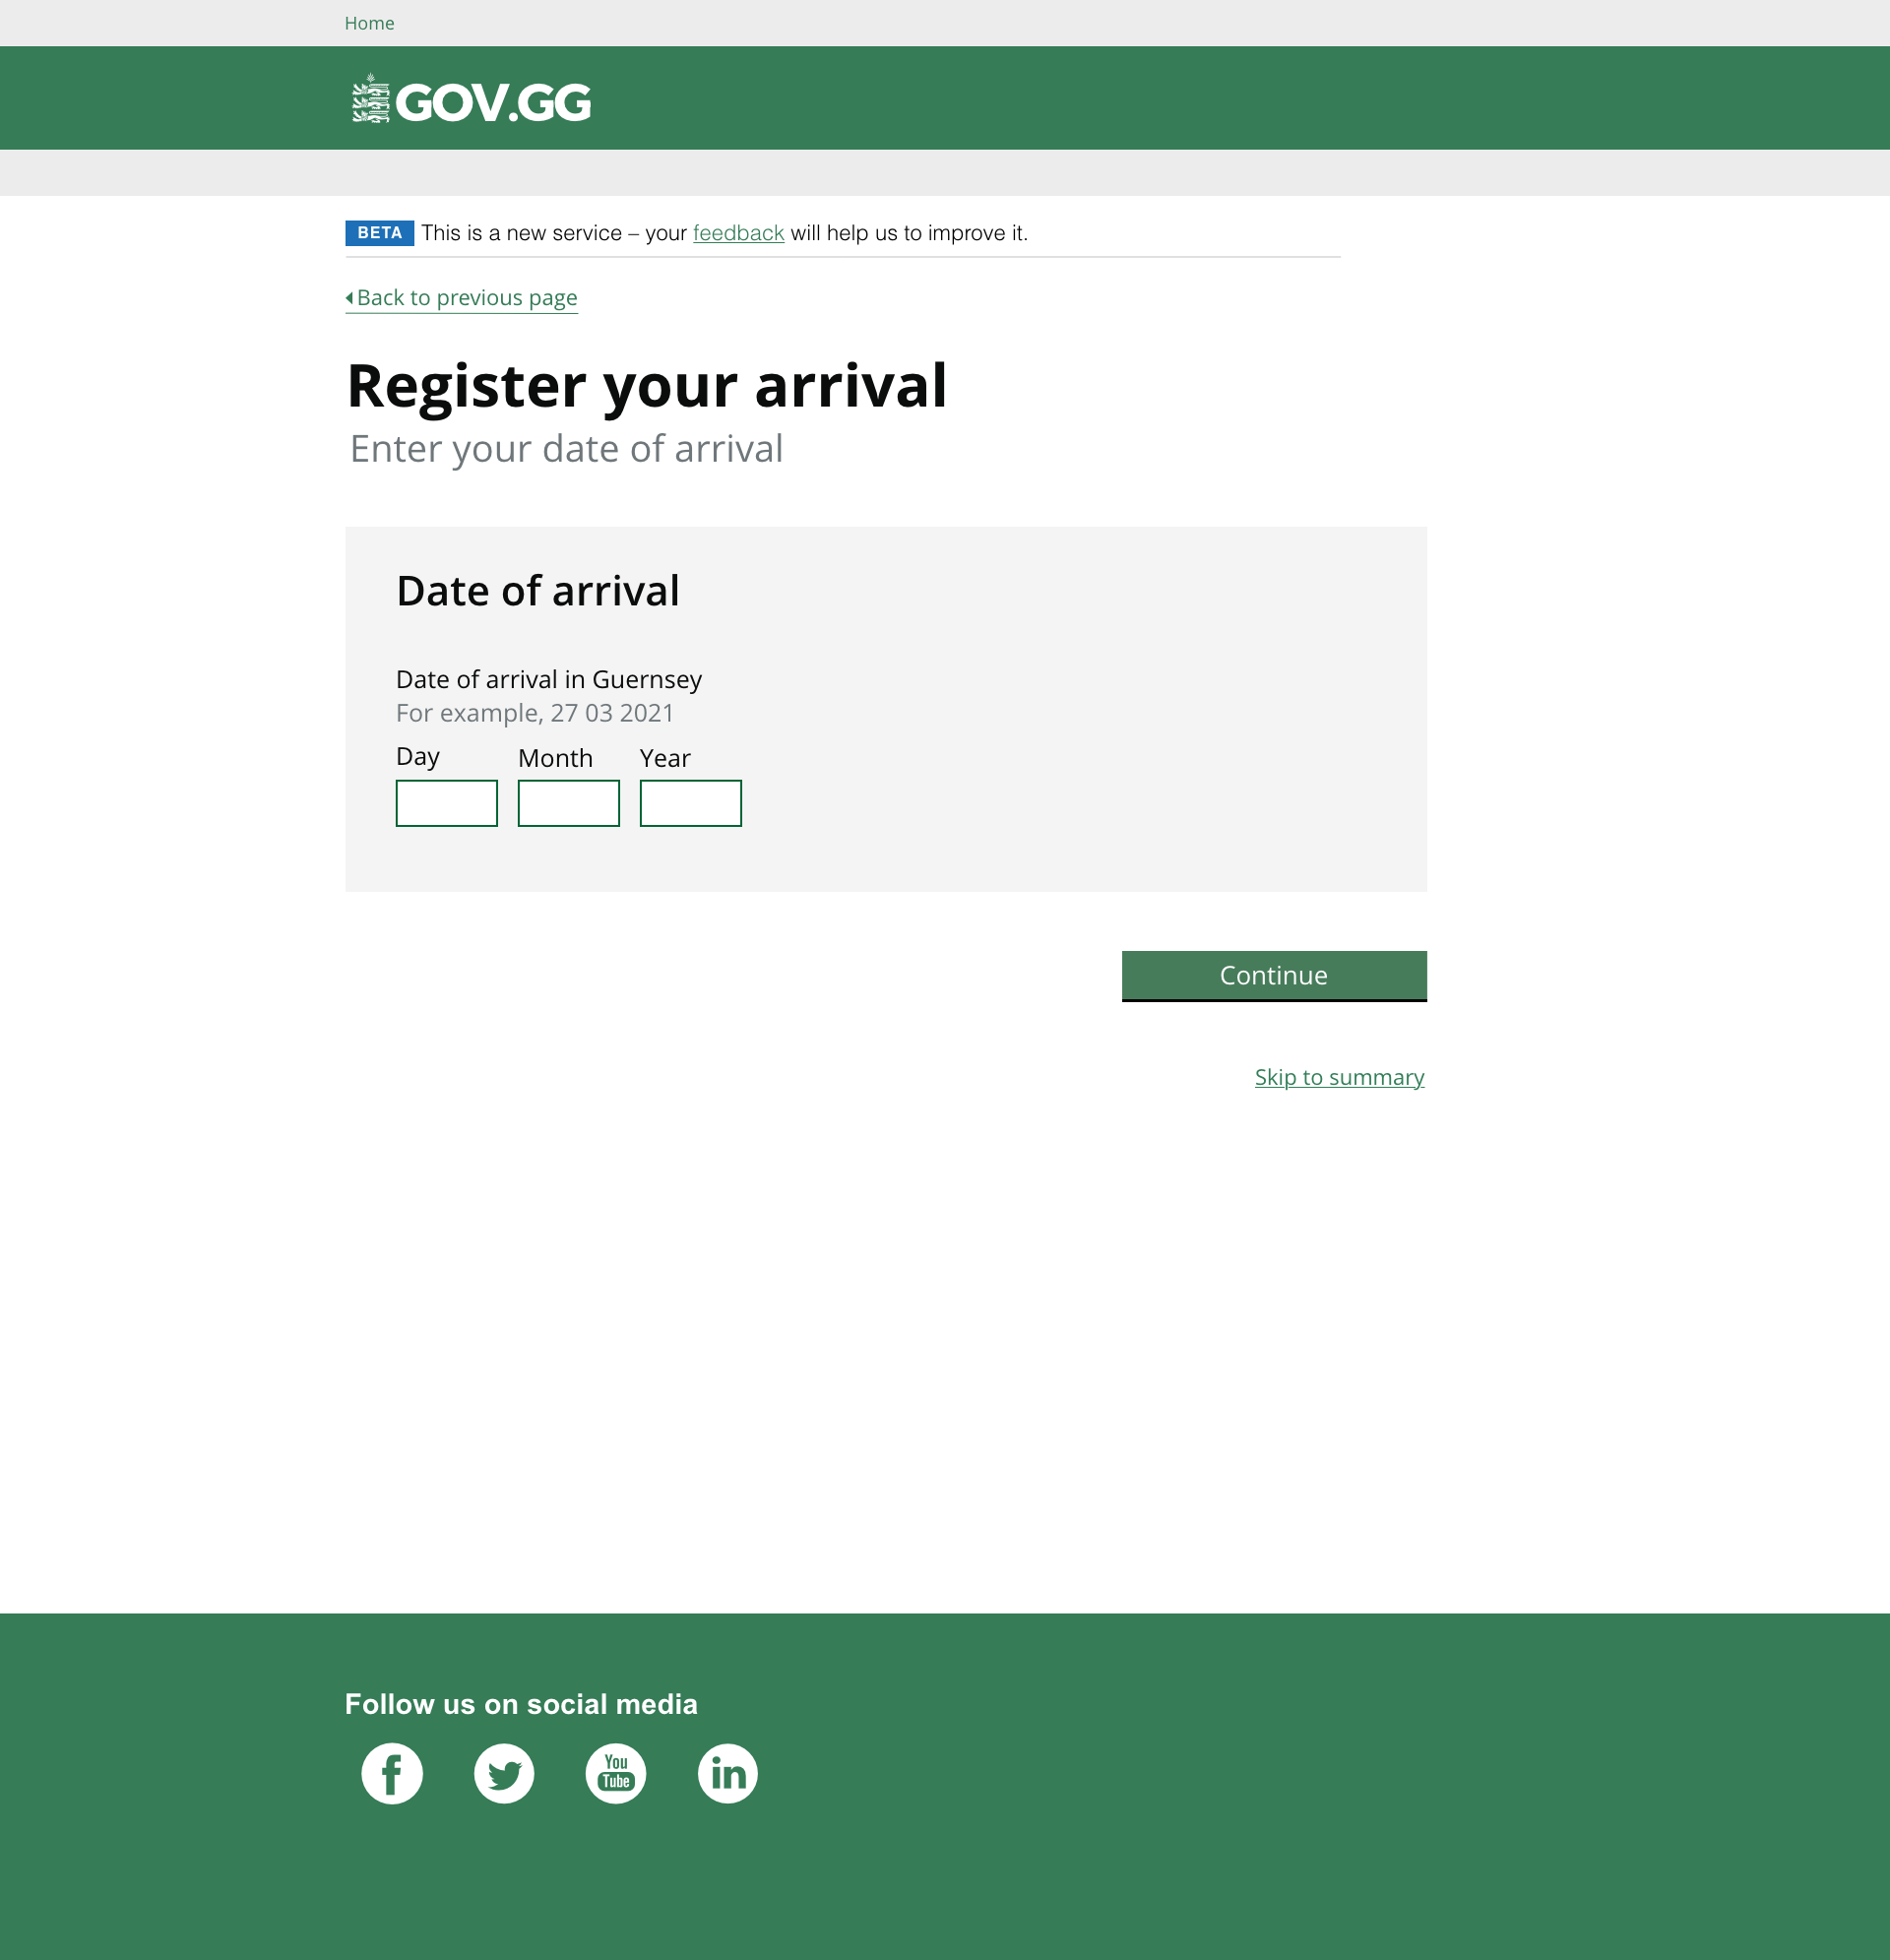 Home
GOV.GG
BETA This is a new service – your feedback will help us to improve it.
Back to previous page
Register your arrival
Enter your date of arrival
Date of arrival
Date of arrival in Guernsey
For example, 27 03 2021
Day Month Year
Continue
Skip to summary
Follow us on social media
f You Tube in